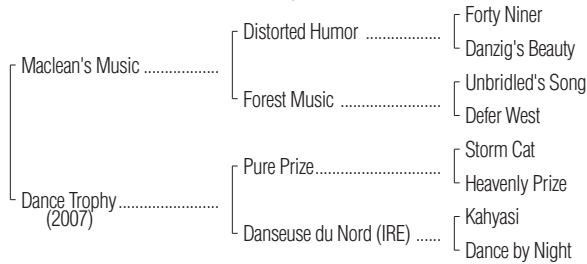 Forty Niner
Distorted Humor ..................
Danzig's Beauty
Maclean's Music ..................
Unbridled's Song
Forest Music ........................
Defer West
Storm Cat
Pure Prize..............................
Heavenly Prize
Dance Trophy ........................
(2007)
Kahyasi
Danseuse du Nord (IRE) ......
Dance by Night